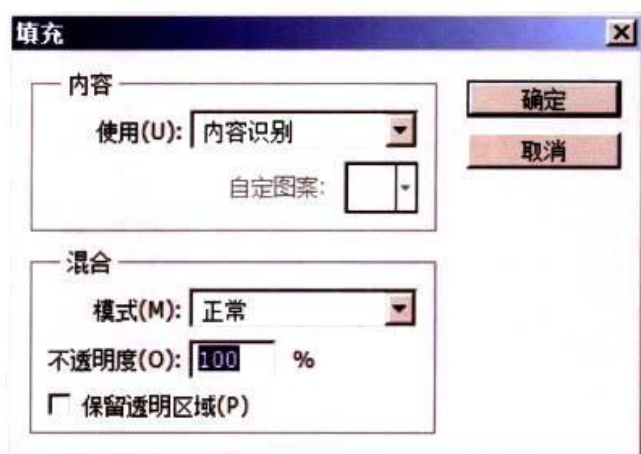 填充
内容
使用(U): 内容识别
自定图案:
确定
取消
混合
模式(M): 正常
不透明度(O): 100 %
保留透明区域(P)